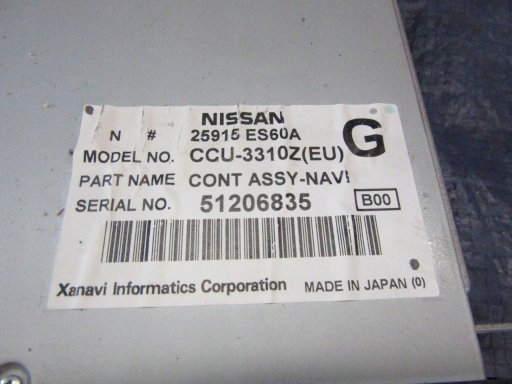 NISSAN
N # 25915 ES60A
G
MODEL NO. CCU-3310Z(EU)
PART NAME CONT ASSY-NAVI
SERIAL NO. 51206835 B00
Xanavi Informatics Corporation MADE IN JAPAN (0)